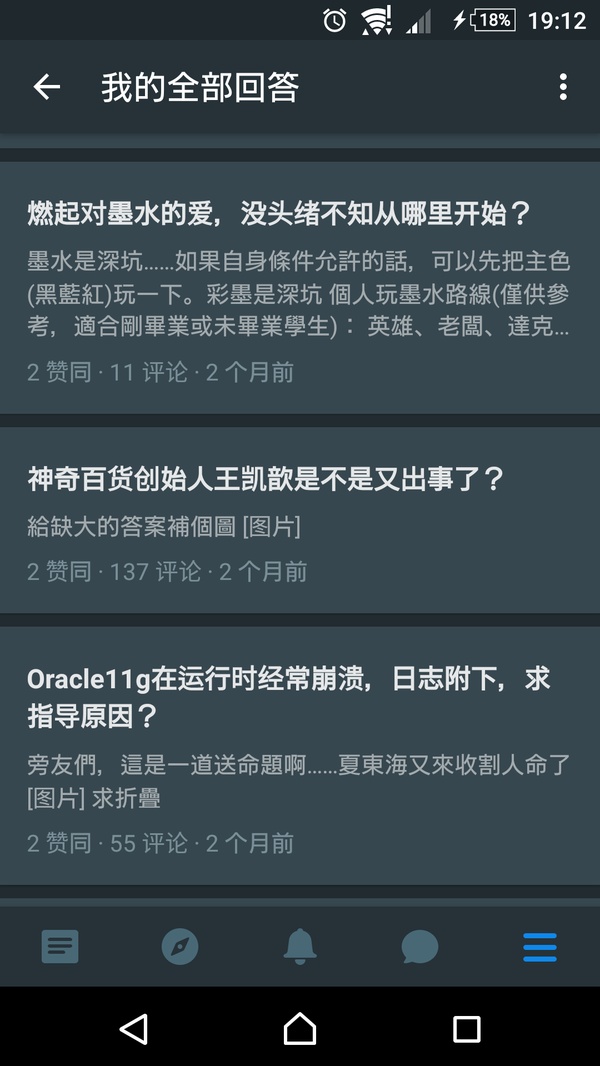 18% 19:12
我的全部回答
燃起对墨水的爱，没头绪不知从哪里开始？
墨水是深坑……如果自身條件允許的話，可以先把主色
(黑藍紅)玩一下。彩墨是深坑 個人玩墨水路線(僅供參
考，適合剛畢業或未畢業學生)： 英雄、老闆、達克…
2 赞同 · 11 评论 · 2 个月前
神奇百货创始人王凯歆是不是又出事了？
給缺大的答案補個圖 [图片]
2 赞同 · 137 评论 · 2 个月前
Oracle11g在运行时经常崩溃，日志附下，求
指导原因？
旁友們，這是一道送命題啊……夏東海又來收割人命了
[图片] 求折疊
2 赞同 · 55 评论 · 2 个月前